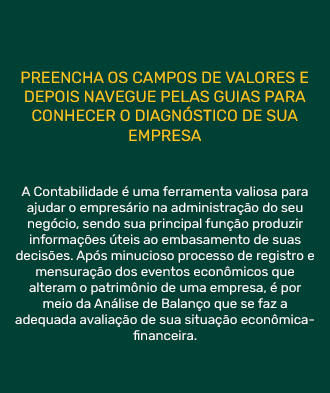 PREENCHA OS CAMPOS DE VALORES E
DEPOIS NAVEGUE PELAS GUIAS PARA
CONHECER O DIAGNÓSTICO DE SUA
EMPRESA
A Contabilidade é uma ferramenta valiosa para
ajudar o empresário na administração do seu
negócio, sendo sua principal função produzir
informações úteis ao embasamento de suas
decisões. Após minucioso processo de registro e
mensuração dos eventos econômicos que
alteram o patrimônio de uma empresa, é por
meio da Análise de Balanço que se faz a
adequada avaliação de sua situação econômica-
financeira.